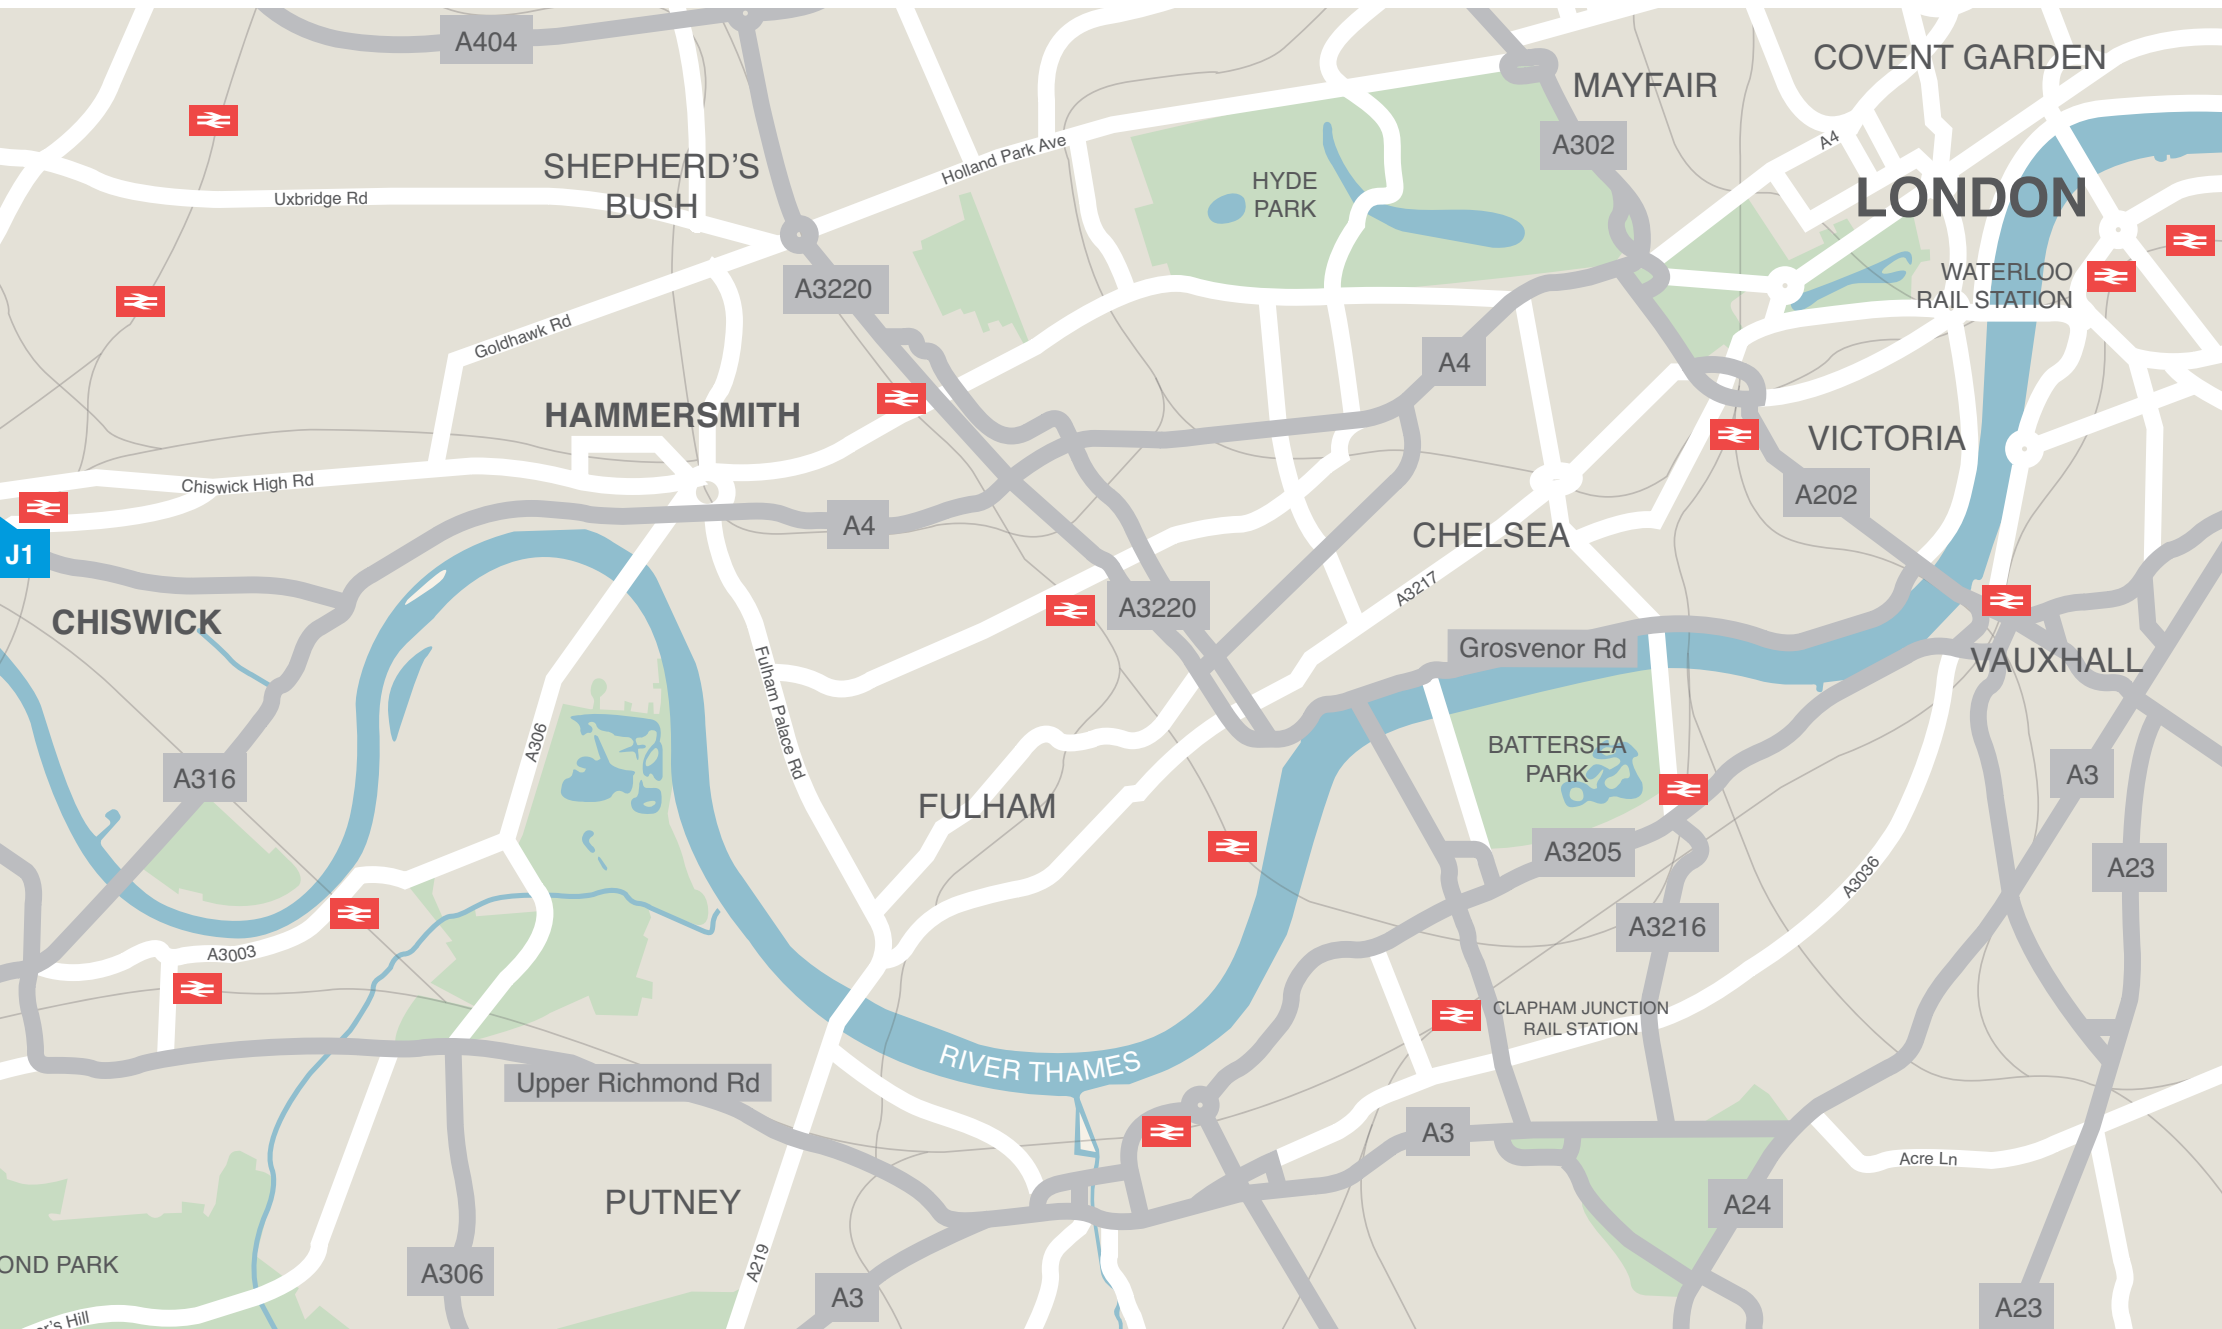 A404
COVENT GARDEN
MAYFAIR
A302
A4
SHEPHERD'S
BUSH
Holland Park Ave
Uxbridge Rd
HYDE
PARK
LONDON
A3220
WATERLOO
RAIL STATION
Goldhawk Rd
A4
HAMMERSMITH
VICTORIA
Chiswick High Rd
A202
A4
CHELSEA
J1
A3217
A3220
CHISWICK
Grosvenor Rd
VAUXHALL
Fulham Palace Rd
A306
BATTERSEA
PARK
A316
A3
FULHAM
A3205
A23
A3036
A3216
A3003
CLAPHAM JUNCTION
RAIL STATION
RIVER THAMES
Upper Richmond Rd
A3
Acre Ln
PUTNEY
A24
OND PARK
A219
A306
A3
A23
er's Hill